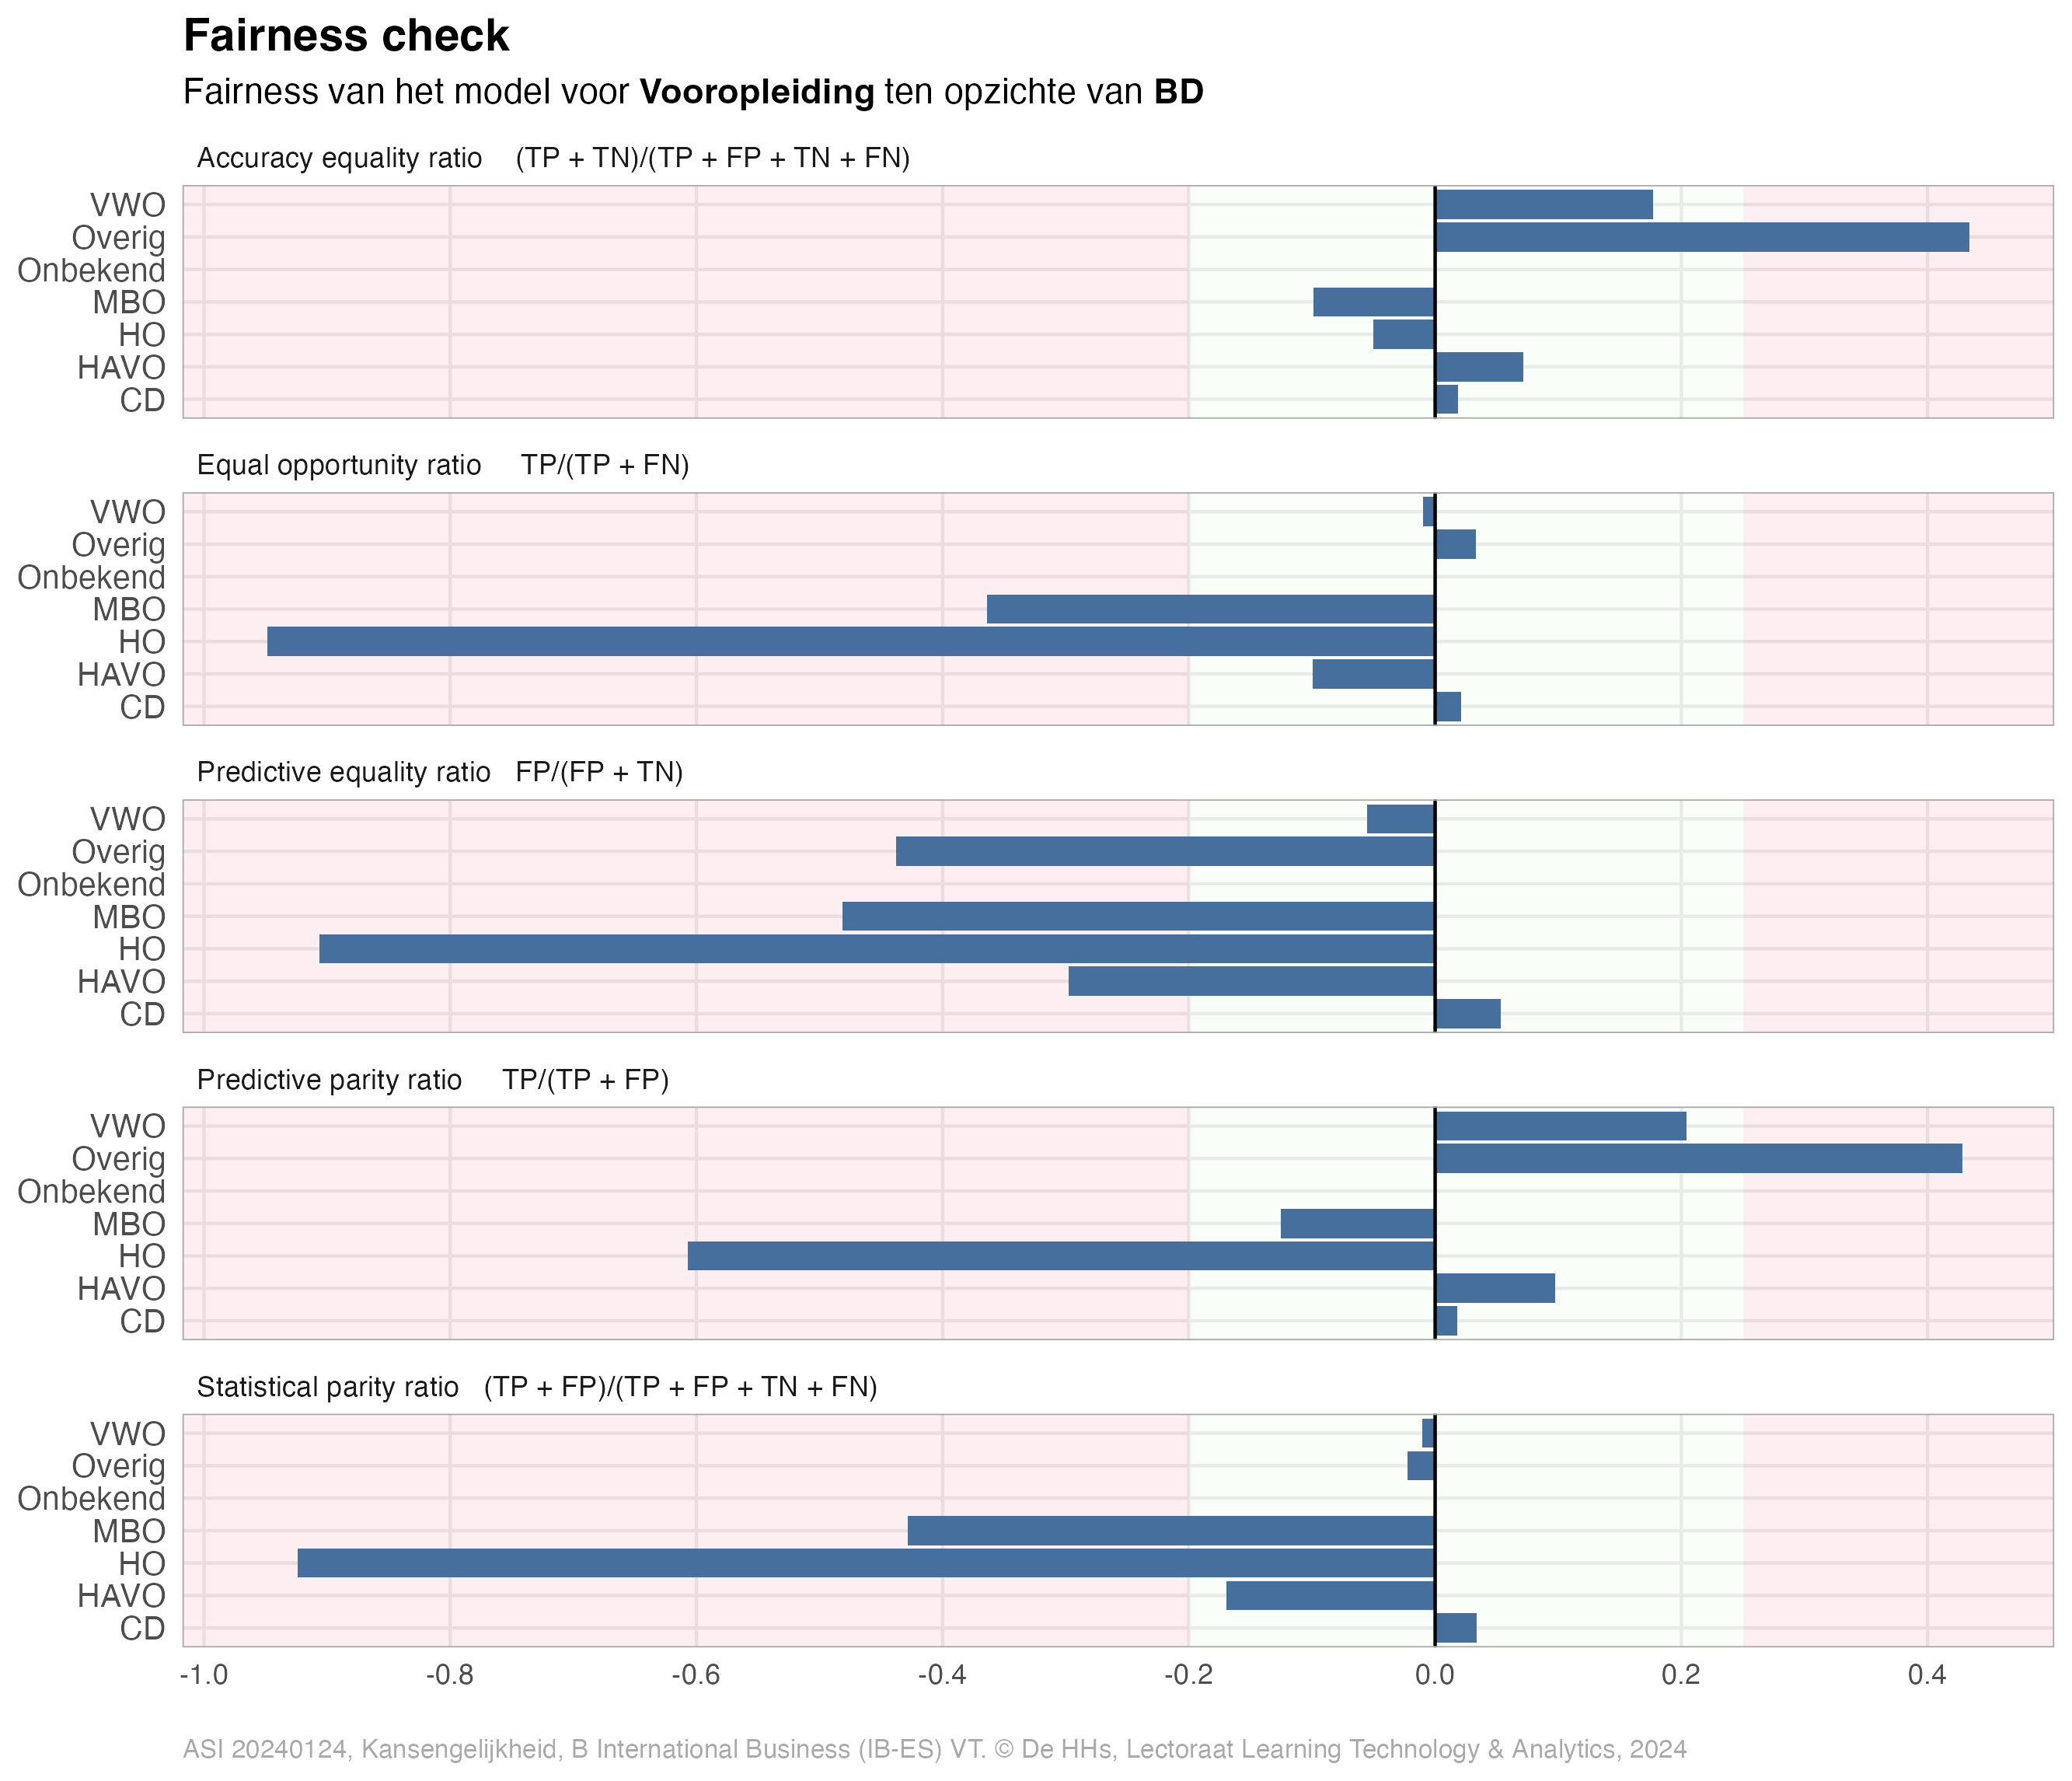 Fairness check
Fairness van het model voor Vooropleiding ten opzichte van BD
Accuracy equality ratio (TP + TN)/(TP + FP + TN + FN)
VWO
Overig
Onbekend
MBO
HO
HAVO
CD
Equal opportunity ratio TP/(TP + FN)
VWO
Overig
Onbekend
MBO
HO
HAVO
CD
Predictive equality ratio FP/(FP + TN)
VWO
Overig
Onbekend
MBO
HO
HAVO
CD
Predictive parity ratio TP/(TP + FP)
VWO
Overig
Onbekend
MBO
HO
HAVO
CD
Statistical parity ratio (TP + FP)/(TP + FP + TN + FN)
VWO
Overig
Onbekend
MBO
HO
HAVO
CD
-1.0 -0.8 -0.6 -0.4 -0.2 0.0 0.2 0.4
ASI 20240124, Kansengelijkheid, B International Business (IB-ES) VT. © De HHs, Lectoraat Learning Technology & Analytics, 2024